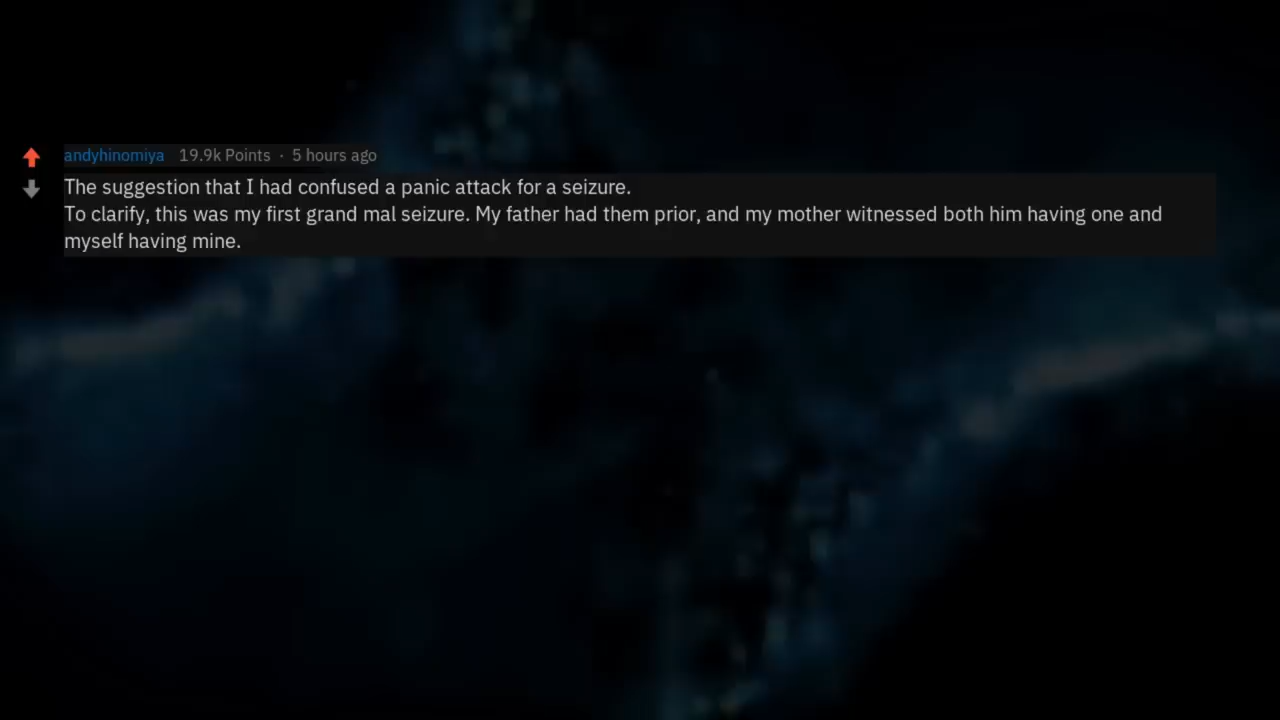 andyhinomiya 19.9k Points · 5 hours ago
The suggestion that I had confused a panic attack for a seizure.
To clarify, this was my first grand mal seizure. My father had them prior, and my mother witnessed both him having one and
myself having mine.